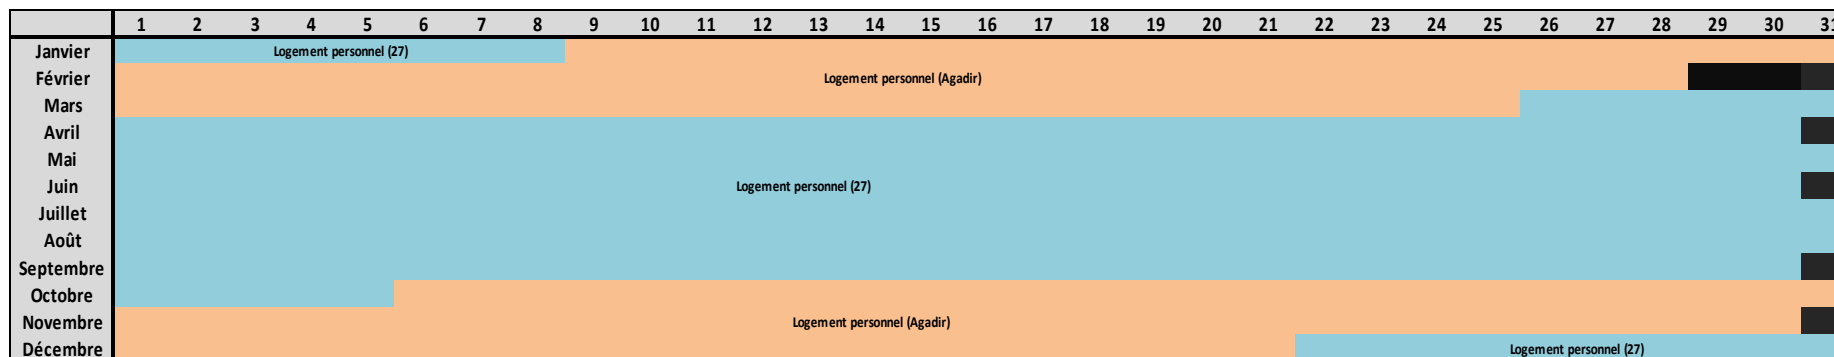 1 2 3 4 5 6 7 8 9 10 11 12 13 14 15 16 17 18 19 20 21 22 23 24 25 26 27 28 29 30 31
Janvier Logement personnel (27)
Février Logement personnel (Agadir)
Mars
Avril
Mai
Juin Logement personnel (27)
Juillet
Août
Septembre
Octobre
Novembre Logement personnel (Agadir)
Décembre Logement personnel (27)